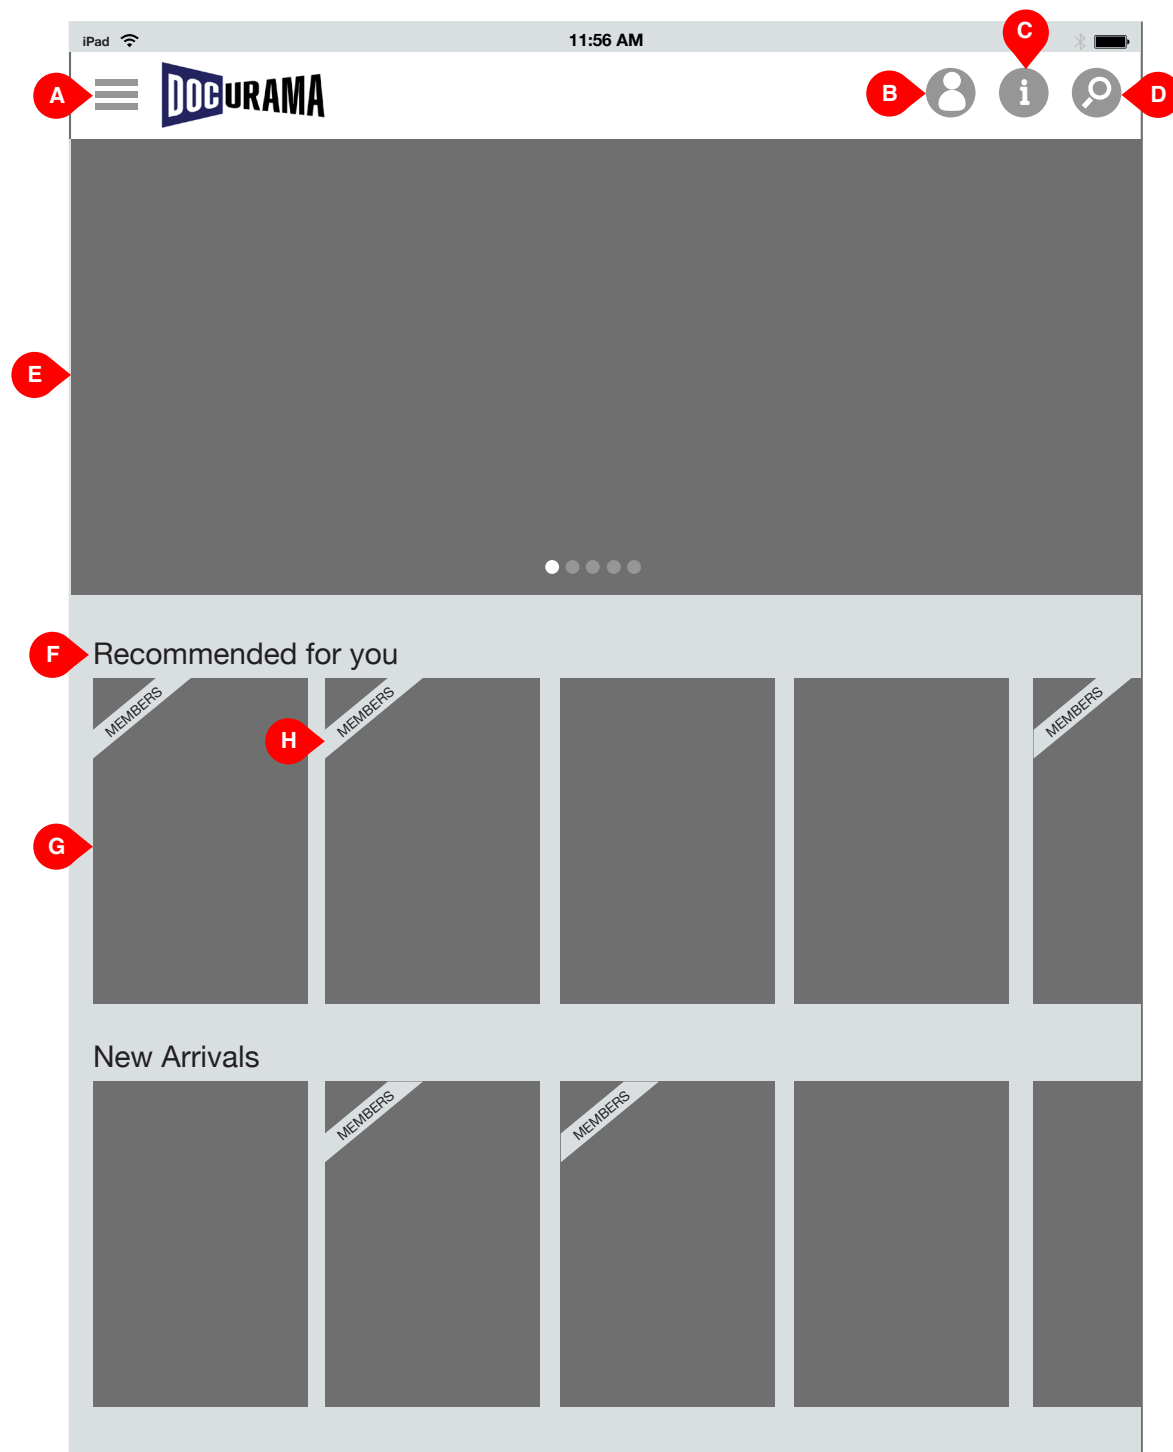 C
iPad 11:56 AM
A DOCURAMA B i D
E
F Recommended for you
MEMBERS MEMBERS MEMBERS
H
G
New Arrivals
MEMBERS MEMBERS